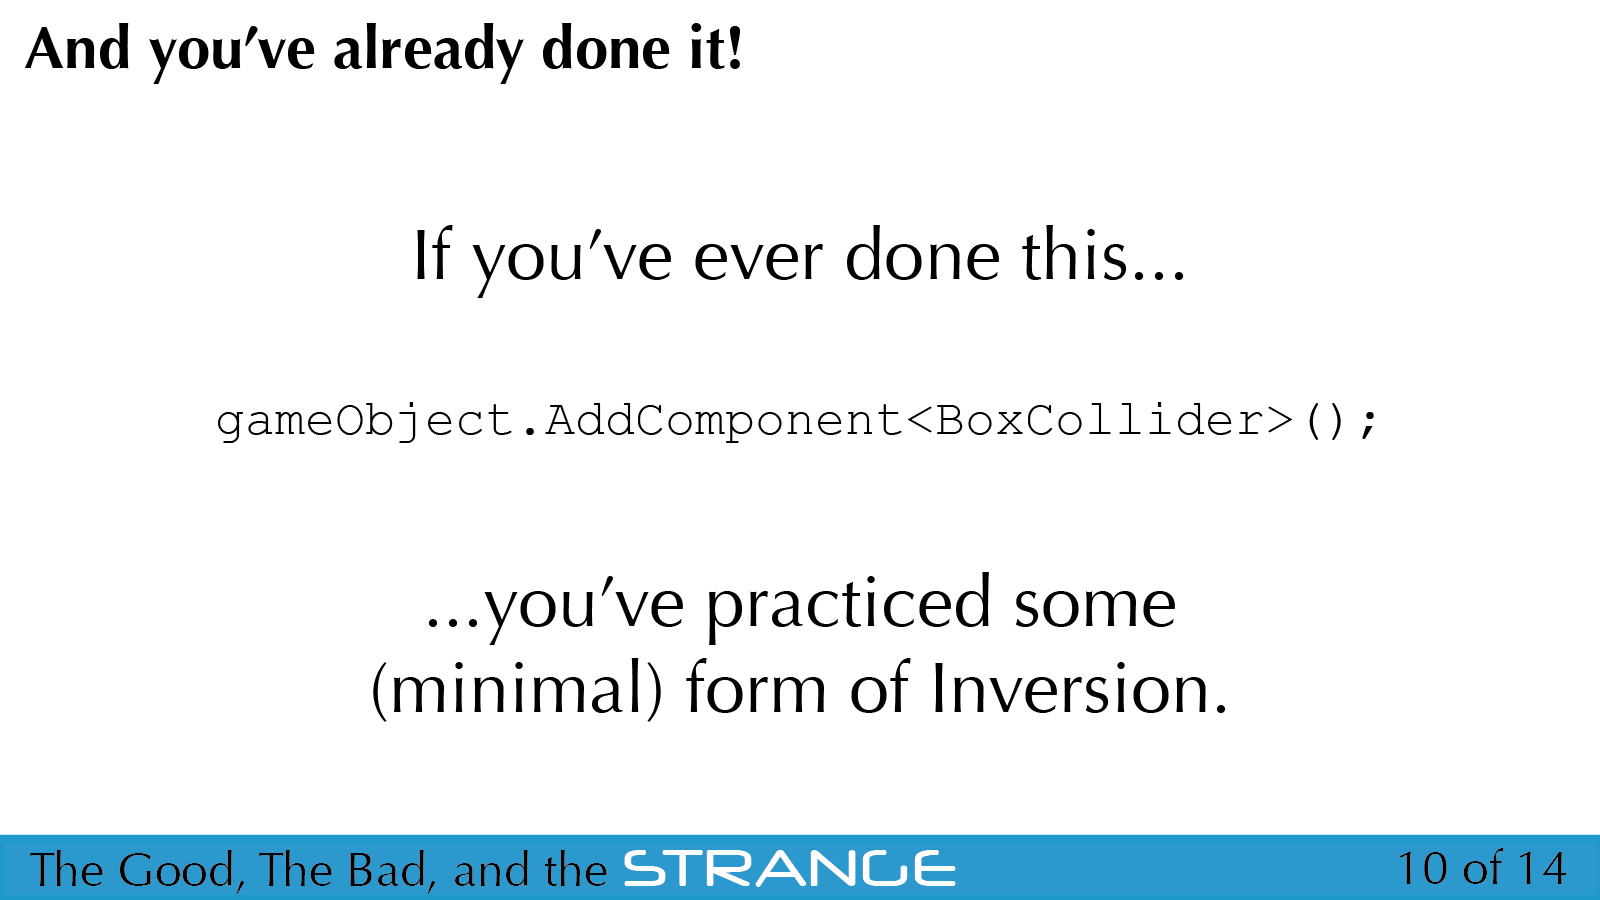 And you’ve already done it!
If you’ve ever done this...
gameObject.AddComponent<BoxCollider>();
...you’ve practiced some
(minimal) form of Inversion.
The Good, The Bad, and the STRANGE
10 of 14